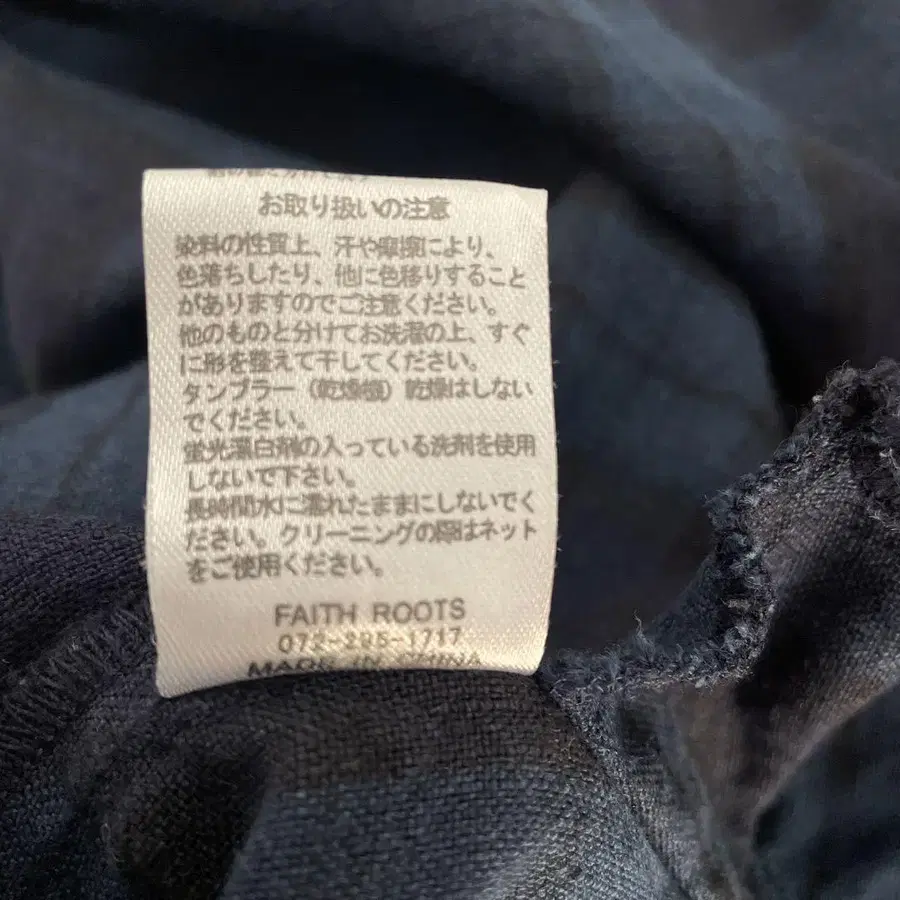 お取り扱いの注意
染料の性質上、汗や摩擦により、
色落ちしたり、他に色移りすること
がありますのでご注意ください。
他のものと分けてお洗濯の上、すぐ
に形を整えて干してください。
タンブラー（乾燥機）乾燥はしない
でください。
蛍光漂白剤の入っている洗剤を使用
しないで下さい。
長時間水に濡れたままにしないでく
ださい。クリーニングの際はネット
をご使用ください。
FAITH ROOTS
072-295-1717
MADE IN CHINA